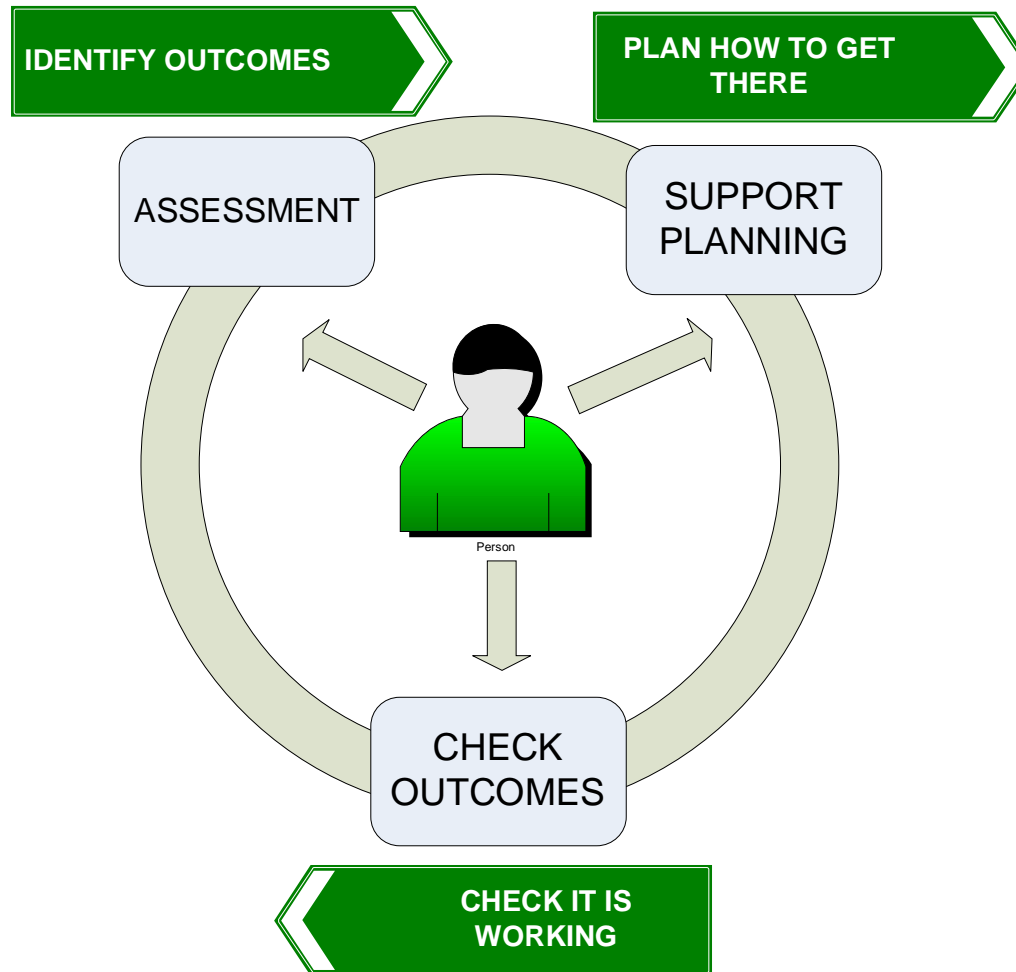 IDENTIFY OUTCOMES
PLAN HOW TO GET
THERE
ASSESSMENT
SUPPORT
PLANNING
Person
CHECK
OUTCOMES
CHECK IT IS
WORKING